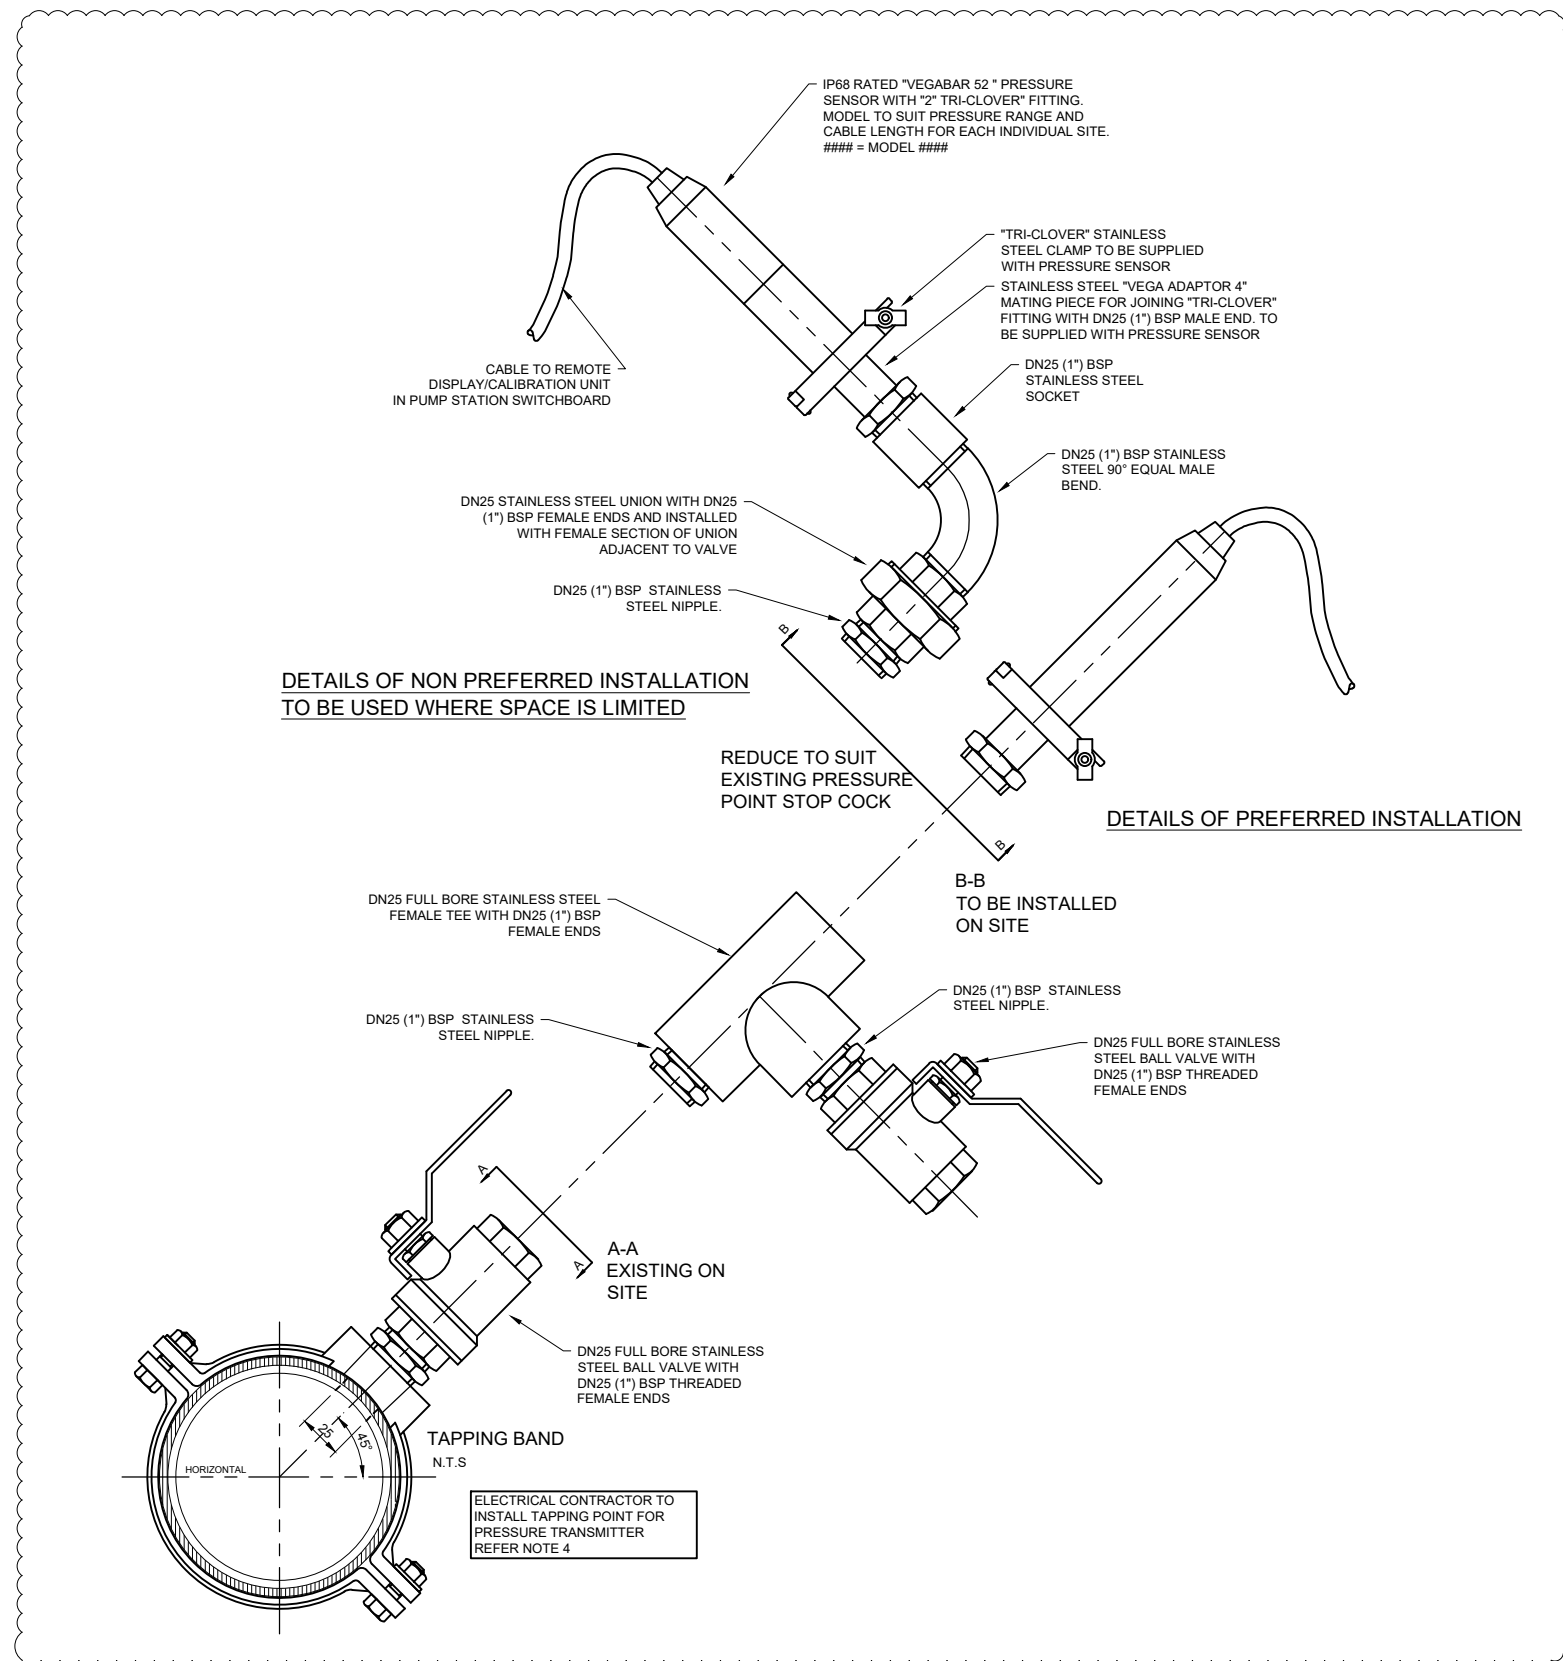 IP68 RATED "VEGABAR 52 " PRESSURE
SENSOR WITH "2" TRI-CLOVER" FITTING.
MODEL TO SUIT PRESSURE RANGE AND
CABLE LENGTH FOR EACH INDIVIDUAL SITE.
#### = MODEL ####
"TRI-CLOVER" STAINLESS
STEEL CLAMP TO BE SUPPLIED
WITH PRESSURE SENSOR
STAINLESS STEEL "VEGA ADAPTOR 4"
MATING PIECE FOR JOINING "TRI-CLOVER"
FITTING WITH DN25 (1") BSP MALE END. TO
BE SUPPLIED WITH PRESSURE SENSOR
CABLE TO REMOTE
DISPLAY/CALIBRATION UNIT
IN PUMP STATION SWITCHBOARD
DN25 (1") BSP
STAINLESS STEEL
SOCKET
DN25 (1") BSP STAINLESS
STEEL 90° EQUAL MALE
BEND.
DN25 STAINLESS STEEL UNION WITH DN25
(1") BSP FEMALE ENDS AND INSTALLED
WITH FEMALE SECTION OF UNION
ADJACENT TO VALVE
DN25 (1") BSP  STAINLESS
STEEL NIPPLE.
B
DETAILS OF NON PREFERRED INSTALLATION
TO BE USED WHERE SPACE IS LIMITED
REDUCE TO SUIT
EXISTING PRESSURE
POINT STOP COCK
DETAILS OF PREFERRED INSTALLATION
B
B-B
TO BE INSTALLED
ON SITE
DN25 FULL BORE STAINLESS STEEL
FEMALE TEE WITH DN25 (1") BSP
FEMALE ENDS
DN25 (1") BSP  STAINLESS
STEEL NIPPLE.
DN25 (1") BSP  STAINLESS
STEEL NIPPLE.
DN25 FULL BORE STAINLESS
STEEL BALL VALVE WITH
DN25 (1") BSP THREADED
FEMALE ENDS
A
A
A-A
EXISTING ON
SITE
DN25 FULL BORE STAINLESS
STEEL BALL VALVE WITH
DN25 (1") BSP THREADED
FEMALE ENDS
25
45°
TAPPING BAND
N.T.S
HORIZONTAL
ELECTRICAL CONTRACTOR TO
INSTALL TAPPING POINT FOR
PRESSURE TRANSMITTER
REFER NOTE 4